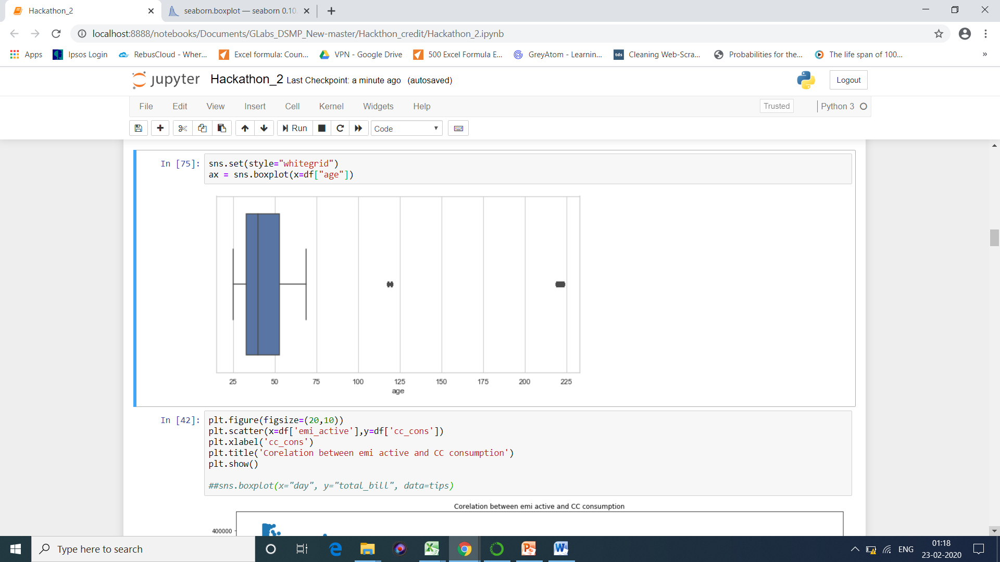 Hackathon_2
seaborn.boxplot — seaborn 0.10.
localhost:8888/notebooks/Documents/GLabs_DSMP_New-master/Hackthon_credit/Hackathon_2.ipynb
Apps Ipsos Login RebusCloud - Wher... Excel formula: Coun... VPN - Google Drive 500 Excel Formula E... GreyAtom - Learnin... tds Cleaning Web-Scra... Probabilities for the... The life span of 100... »
jupyter Hackathon_2 Last Checkpoint: a minute ago (autosaved) Logout
File Edit View Insert Cell Kernel Widgets Help Trusted Python 3
Run Code
In [75]: sns.set(style="whitegrid")
ax = sns.boxplot(x=df["age"])
25 50 75 100 125 150 175 200 225
age
In [42]: plt.figure(figsize=(20,10))
plt.scatter(x=df['emi_active'],y=df['cc_cons'])
plt.xlabel('cc_cons')
plt.title('Corelation between emi active and CC consumption')
plt.show()
##sns.boxplot(x="day", y="total_bill", data=tips)
Corelation between emi active and CC consumption
400000
Type here to search
ENG
01:18
23-02-2020